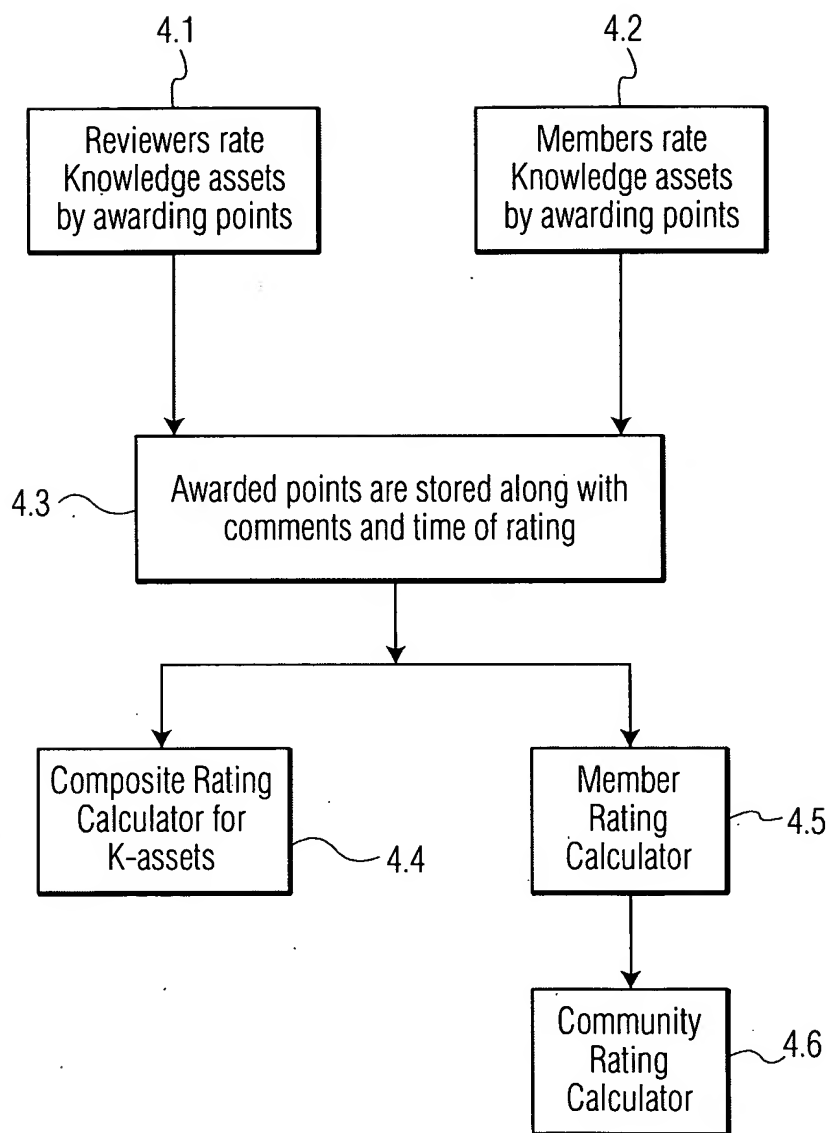 4.1
4.2
Reviewers rate
Knowledge assets
by awarding points
Members rate
Knowledge assets
by awarding points
4.3
Awarded points are stored along with
comments and time of rating
Composite Rating
Calculator for
K-assets
4.4
Member
Rating
Calculator
4.5
Community
Rating
Calculator
4.6